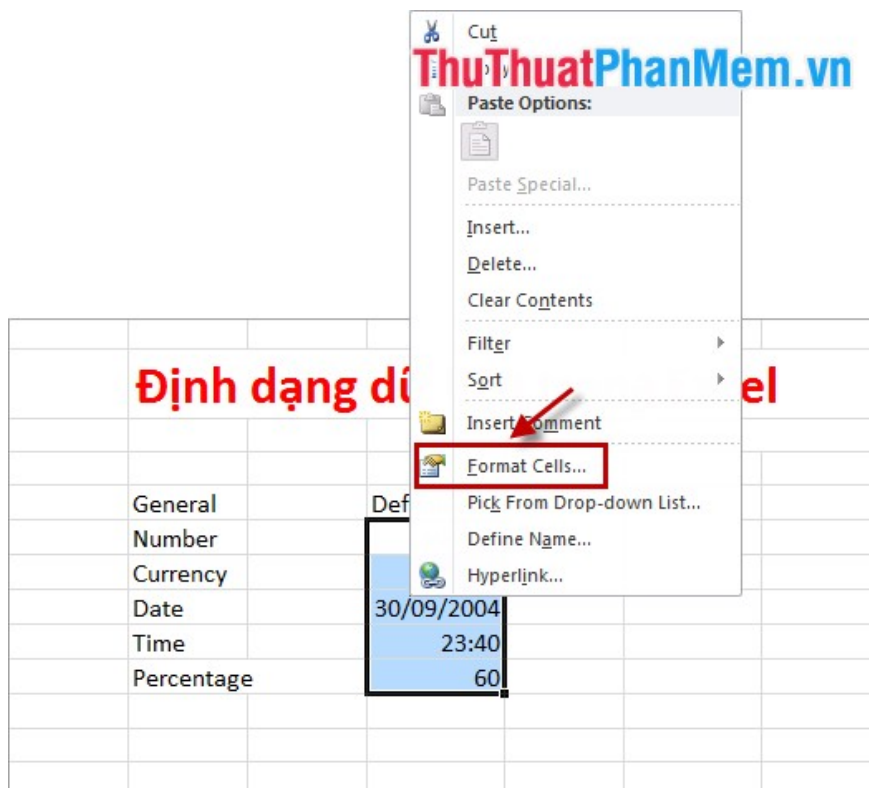 Cut
ThuThuatPhanMem.vn
Paste Options:
Paste Special...
Insert...
Delete...
Clear Contents
Filter
Sort
Định dạng
el
Insert Comment
Format Cells...
Pick From Drop-down List...
Define Name...
Hyperlink...
General
Number
Currency
Date 30/09/2004
Time 23:40
Percentage 60